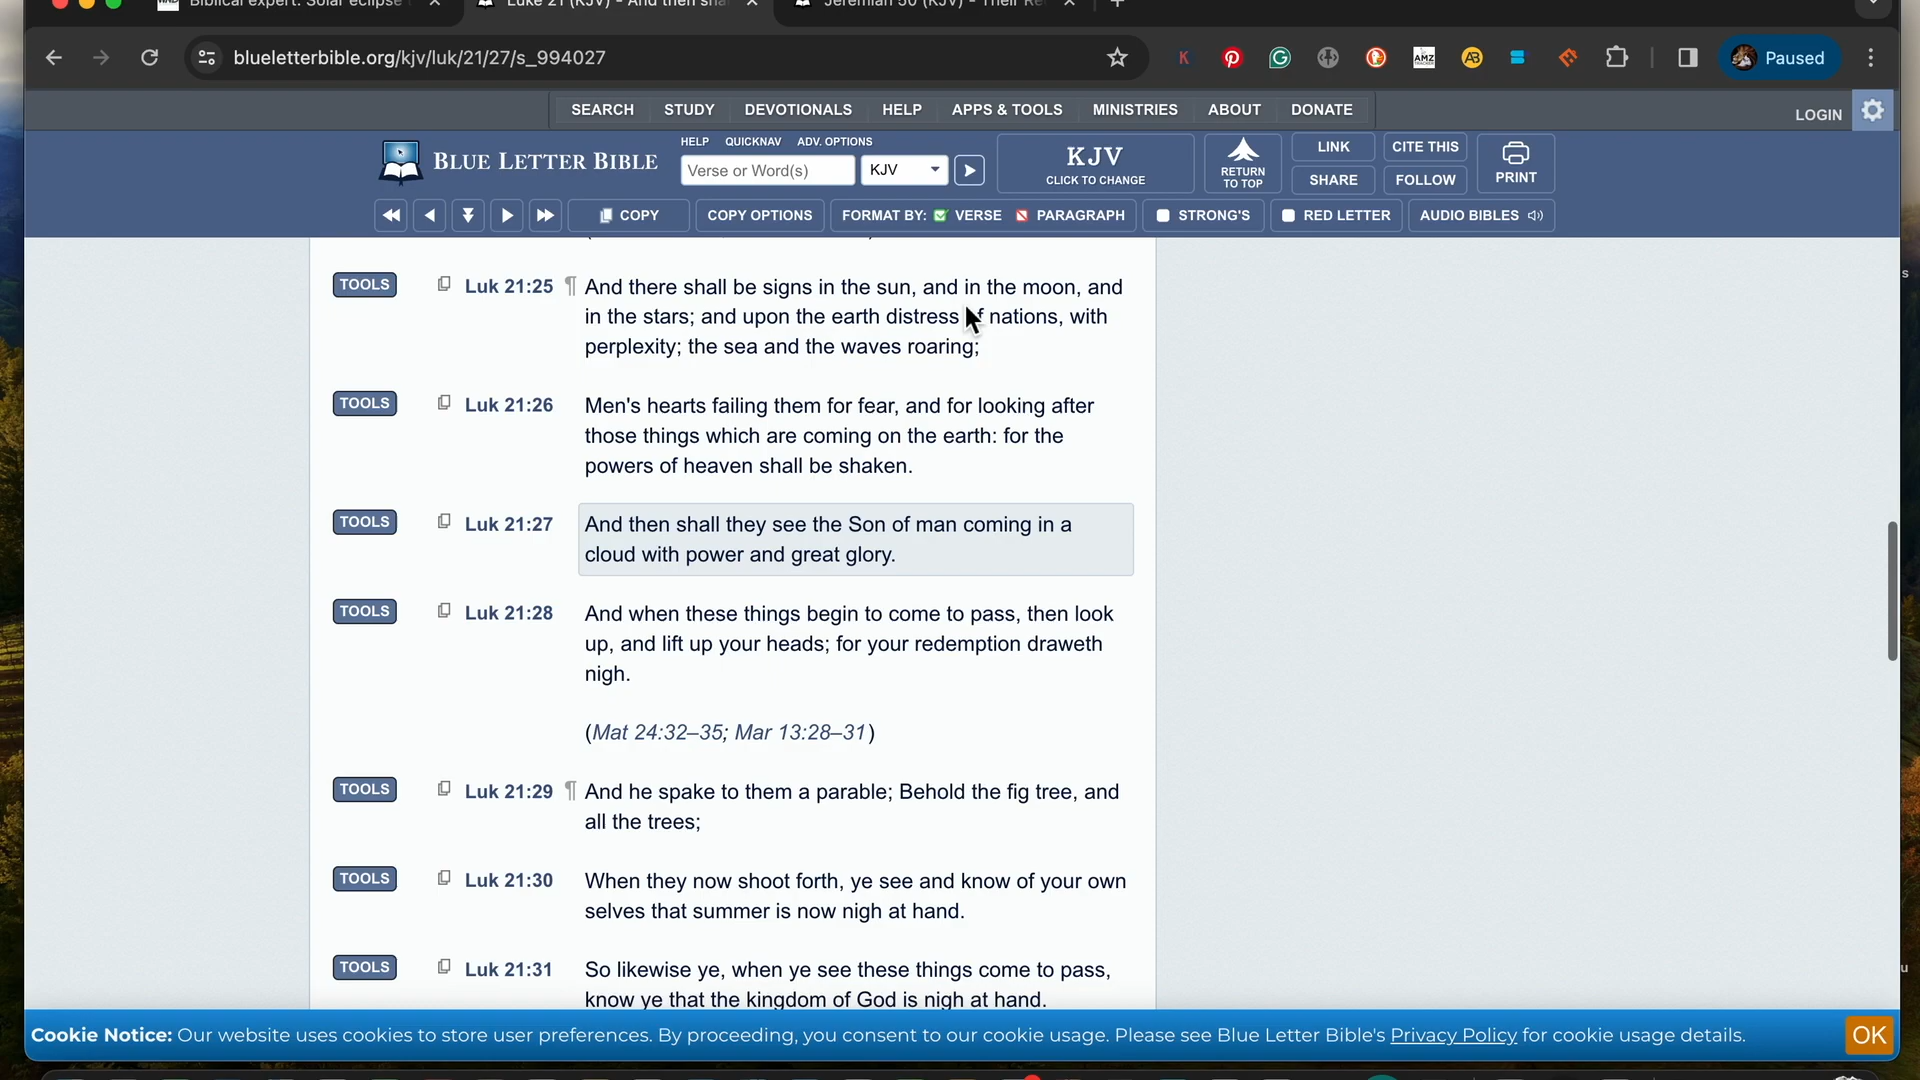 Biblical expert: Solar eclipse
Luke 21 (KJV) - And then sha
Jeremiah 50 (KJV) - Their Re
blueletterbible.org/kjv/luk/21/27/s_994027
K
AMZ
TRACKER
AB
Paused
SEARCH STUDY DEVOTIONALS HELP APPS & TOOLS MINISTRIES ABOUT DONATE
LOGIN
BLUE LETTER BIBLE
HELP QUICKNAV ADV. OPTIONS
Verse or Word(s)
KJV
KJV
CLICK TO CHANGE
RETURN
TO TOP
LINK
CITE THIS
SHARE
FOLLOW
PRINT
COPY
COPY OPTIONS
FORMAT BY: VERSE PARAGRAPH
STRONG'S
RED LETTER
AUDIO BIBLES
TOOLS Luk 21:25 ¶ And there shall be signs in the sun, and in the moon, and
in the stars; and upon the earth distress of nations, with
perplexity; the sea and the waves roaring;
TOOLS Luk 21:26 Men's hearts failing them for fear, and for looking after
those things which are coming on the earth: for the
powers of heaven shall be shaken.
TOOLS Luk 21:27 And then shall they see the Son of man coming in a
cloud with power and great glory.
TOOLS Luk 21:28 And when these things begin to come to pass, then look
up, and lift up your heads; for your redemption draweth
nigh.
(Mat 24:32–35; Mar 13:28–31)
TOOLS Luk 21:29 ¶ And he spake to them a parable; Behold the fig tree, and
all the trees;
TOOLS Luk 21:30 When they now shoot forth, ye see and know of your own
selves that summer is now nigh at hand.
TOOLS Luk 21:31 So likewise ye, when ye see these things come to pass,
know ye that the kingdom of God is nigh at hand.
Cookie Notice: Our website uses cookies to store user preferences. By proceeding, you consent to our cookie usage. Please see Blue Letter Bible's Privacy Policy for cookie usage details.
OK